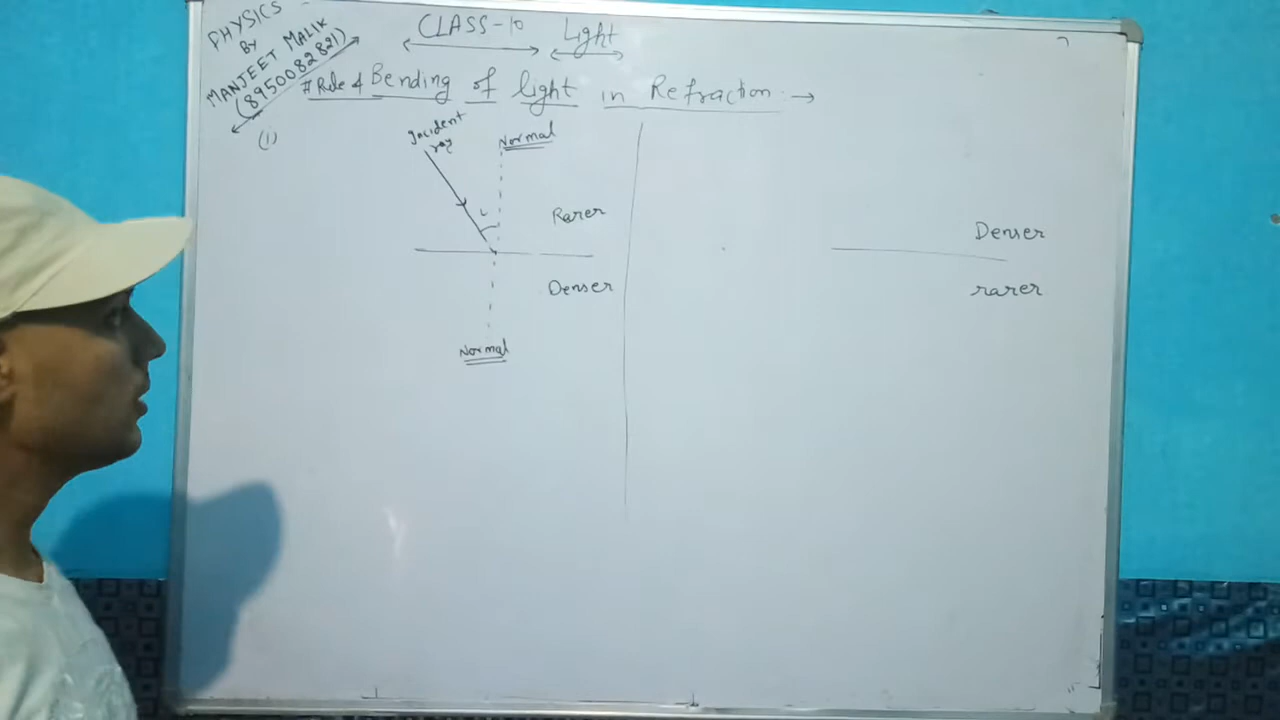 PHYSICS
By
MANJEET MALIK
(8950082821)
CLASS-10 Light
# Rule of Bending of light in Refraction :→
(1)
Incident
ray
Normal
i
Rarer
Denser
Normal
Denser
rarer